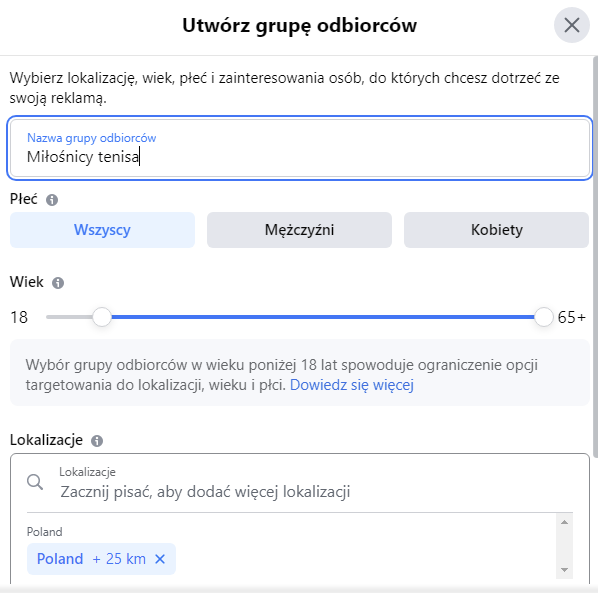 Utwórz grupę odbiorców
Wybierz lokalizację, wiek, płeć i zainteresowania osób, do których chcesz dotrzeć ze
swoją reklamą.
Nazwa grupy odbiorców
Miłośnicy tenisa
Płeć
Wszyscy Mężczyźni Kobiety
Wiek
18 65+
Wybór grupy odbiorców w wieku poniżej 18 lat spowoduje ograniczenie opcji
targetowania do lokalizacji, wieku i płci. Dowiedz się więcej
Lokalizacje
Lokalizacje
Zacznij pisać, aby dodać więcej lokalizacji
Poland
Poland + 25 km